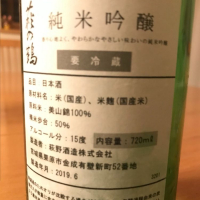 萩の鶴
純米吟醸
要冷蔵
品目:日本酒
原材料名:米(国産)、米麹(国産米)
原料米:美山錦100%
精米歩合:50%
アルコール分:15度 内容量:720ml
製造者:萩野酒造株式会社
宮城県栗原市金成有壁新町52番地
製造年月:2019.6